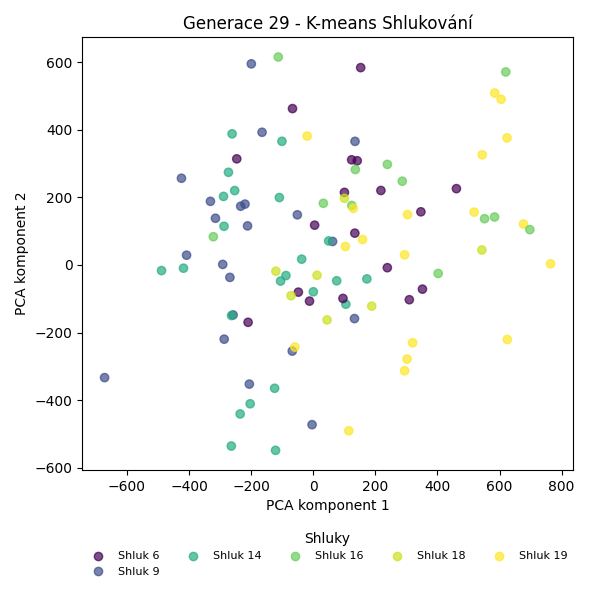 Generace 29 - K-means Shlukování
600
400
200
0
−200
−400
−600
PCA komponent 2
−600 −400 −200 0 200 400 600 800
PCA komponent 1
Shluky
Shluk 6 Shluk 14 Shluk 16 Shluk 18 Shluk 19
Shluk 9